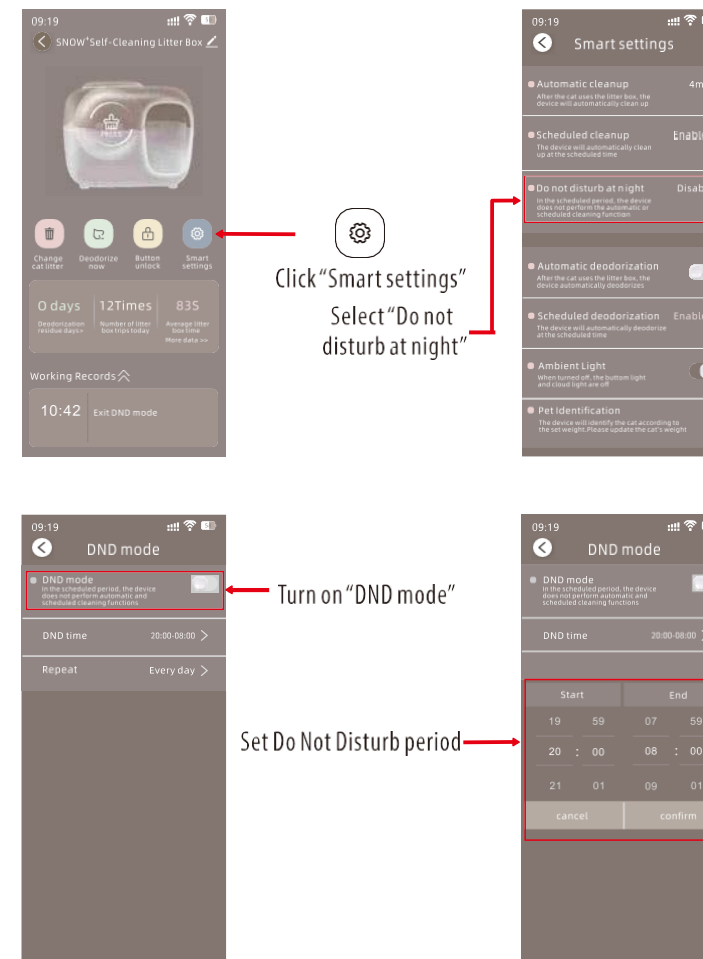 09:19
SNOW⁺Self-Cleaning Litter Box
PRESS
Change
cat litter
Deodorize
now
Button
unlock
Smart
settings
0 days
Deodorization
residue days>
12Times
Number of litter
box trips today
83S
Average litter
box time
More data >>
Working Records
10:42 Exit DND mode
Click“Smart settings”
Select“Do not
disturb at night”
09:19
Smart settings
Automatic cleanup 4m
After the cat uses the litter box, the
device will automatically clean up
Scheduled cleanup Enable
The device will automatically clean
up at the scheduled time
Do not disturb at night Disab
In the scheduled period, the device
does not perform the automatic or
scheduled cleaning function
Automatic deodorization
After the cat uses the litter box, the
device automatically deodorizes
Scheduled deodorization Enable
The device will automatically deodorize
at the scheduled time
Ambient Light
When turned off, the buttom light
and cloud light are off
Pet Identification
The device will identify the cat according to
the set weight.Please update the cat's weight
09:19
DND mode
DND mode
In the scheduled period, the device
does not perform automatic and
scheduled cleaning functions
DND time 20:00-08:00 >
Repeat Every day >
Turn on“DND mode”
Set Do Not Disturb period
09:19
DND mode
DND mode
In the scheduled period, the device
does not perform automatic and
scheduled cleaning functions
DND time 20:00-08:00
Start End
19 59 07 59
20 : 00 08 : 00
21 01 09 01
cancel confirm